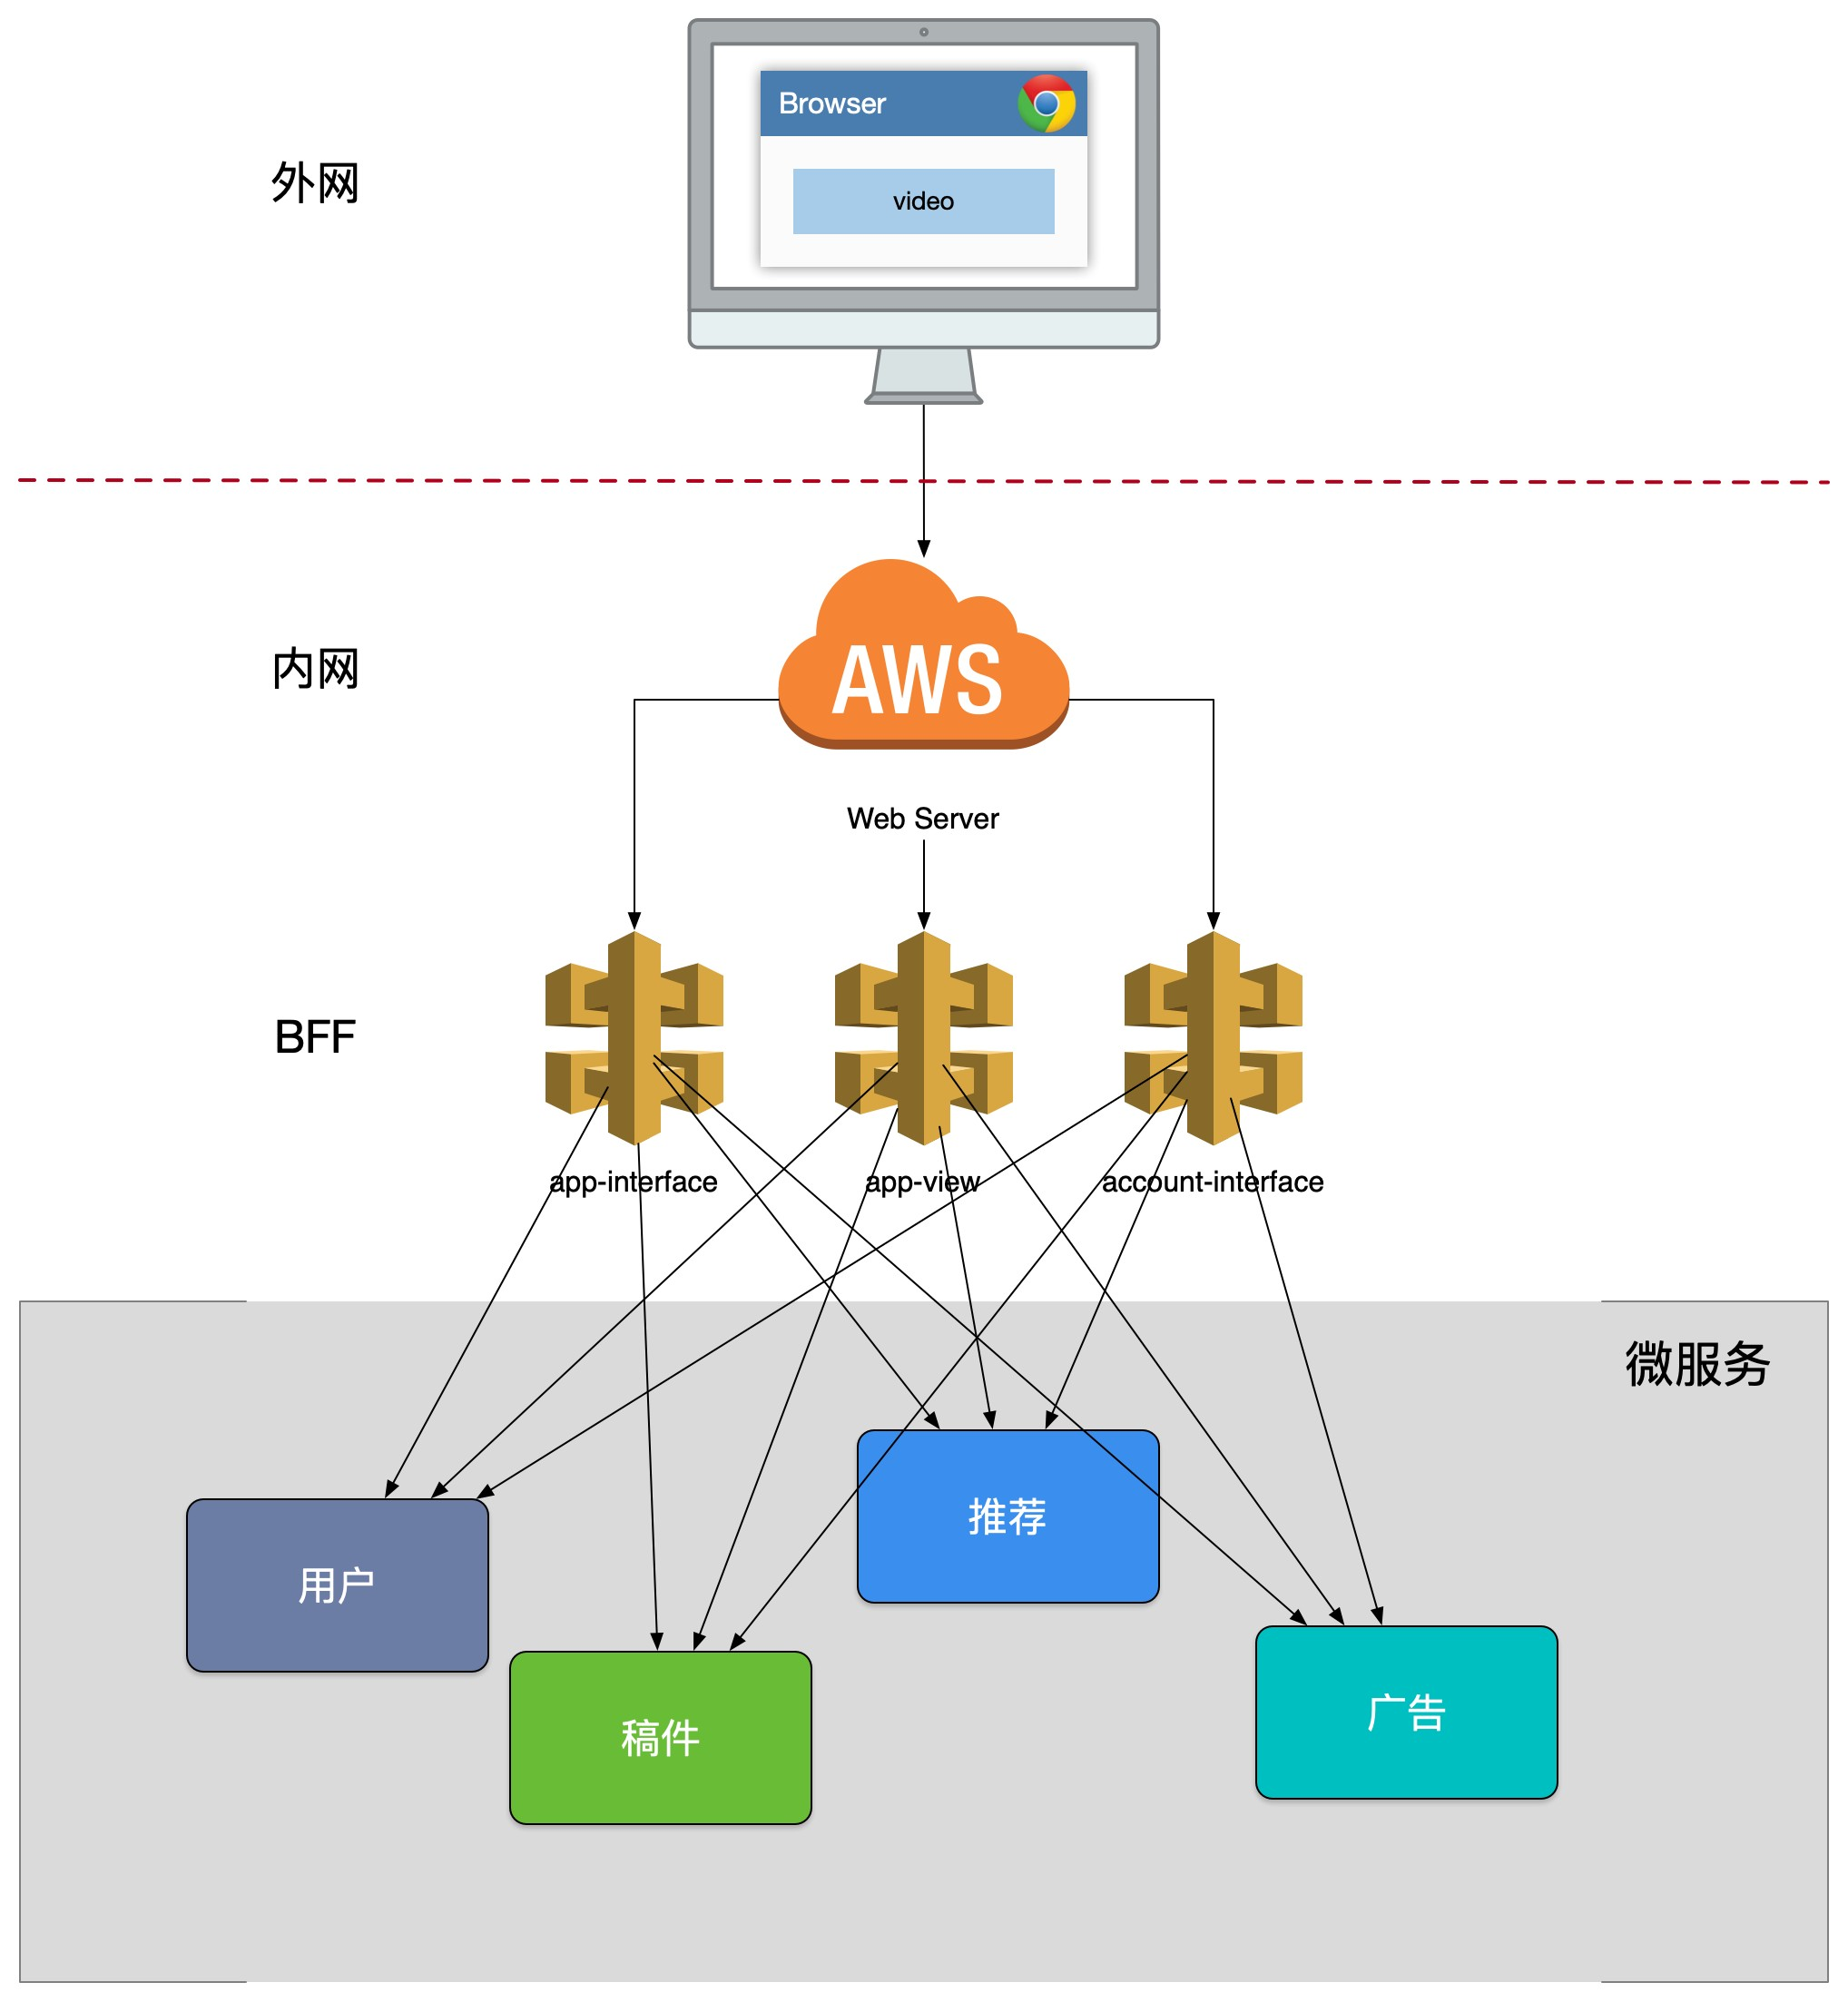 Browser
video
外网
AWS
内网
Web Server
BFF
app-interface
app-view
account-interface
微服务
推荐
用户
稿件
广告